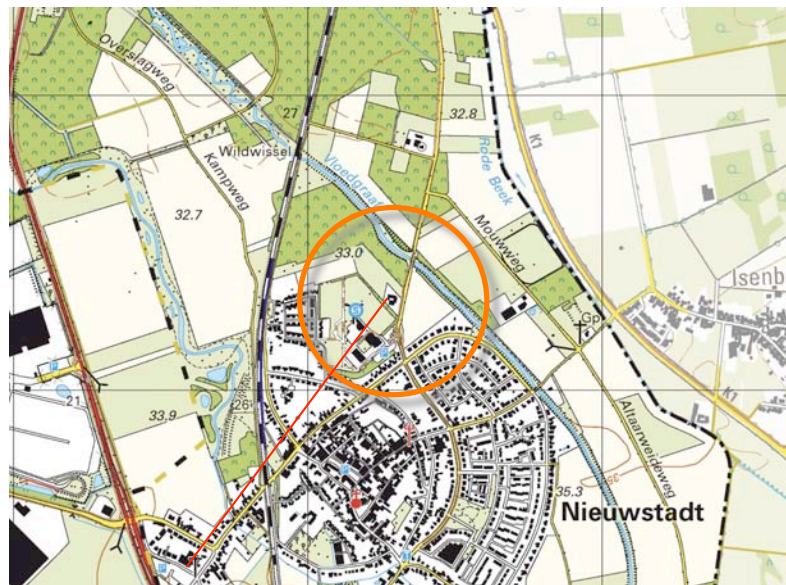 Overslagweg
27
32.8
K1
Wildwissel
Vloedgraaf
Rode Beek
Kampweg
32.7
Mouwweg
33.0
Isenb
Gp
K1
21
33.9
26
Altaarweideweg
35.3
35
Nieuwstadt